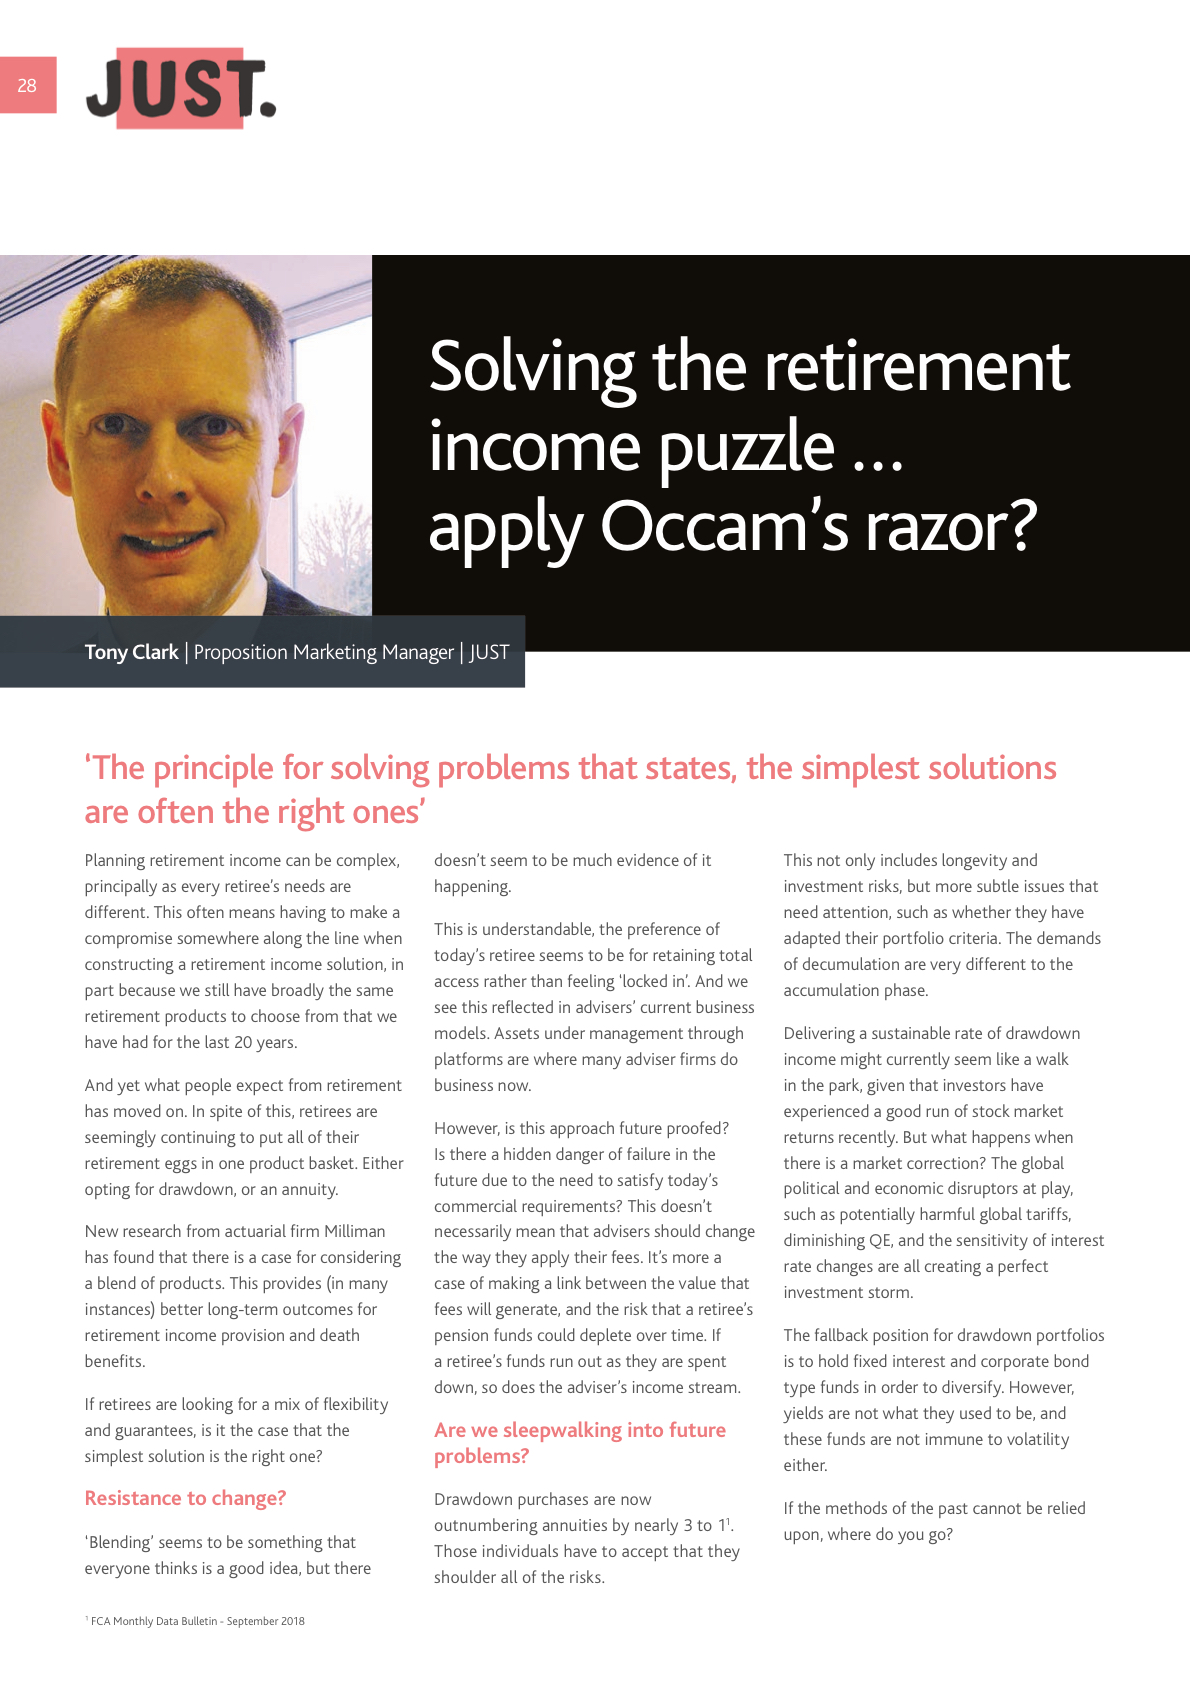 28
JUST.
Solving the retirement
income puzzle ...
apply Occam’s razor?
Tony Clark | Proposition Marketing Manager | JUST
‘The principle for solving problems that states, the simplest solutions
are often the right ones’
Planning retirement income can be complex,
principally as every retiree’s needs are
different. This often means having to make a
compromise somewhere along the line when
constructing a retirement income solution, in
part because we still have broadly the same
retirement products to choose from that we
have had for the last 20 years.
And yet what people expect from retirement
has moved on. In spite of this, retirees are
seemingly continuing to put all of their
retirement eggs in one product basket. Either
opting for drawdown, or an annuity.
New research from actuarial firm Milliman
has found that there is a case for considering
a blend of products. This provides (in many
instances) better long-term outcomes for
retirement income provision and death
benefits.
If retirees are looking for a mix of flexibility
and guarantees, is it the case that the
simplest solution is the right one?
Resistance to change?
‘Blending’ seems to be something that
everyone thinks is a good idea, but there
doesn’t seem to be much evidence of it
happening.
This is understandable, the preference of
today’s retiree seems to be for retaining total
access rather than feeling ‘locked in’. And we
see this reflected in advisers’ current business
models. Assets under management through
platforms are where many adviser firms do
business now.
However, is this approach future proofed?
Is there a hidden danger of failure in the
future due to the need to satisfy today’s
commercial requirements? This doesn’t
necessarily mean that advisers should change
the way they apply their fees. It’s more a
case of making a link between the value that
fees will generate, and the risk that a retiree’s
pension funds could deplete over time. If
a retiree’s funds run out as they are spent
down, so does the adviser’s income stream.
Are we sleepwalking into future
problems?
Drawdown purchases are now
outnumbering annuities by nearly 3 to 1¹.
Those individuals have to accept that they
shoulder all of the risks.
This not only includes longevity and
investment risks, but more subtle issues that
need attention, such as whether they have
adapted their portfolio criteria. The demands
of decumulation are very different to the
accumulation phase.
Delivering a sustainable rate of drawdown
income might currently seem like a walk
in the park, given that investors have
experienced a good run of stock market
returns recently. But what happens when
there is a market correction? The global
political and economic disruptors at play,
such as potentially harmful global tariffs,
diminishing QE, and the sensitivity of interest
rate changes are all creating a perfect
investment storm.
The fallback position for drawdown portfolios
is to hold fixed interest and corporate bond
type funds in order to diversify. However,
yields are not what they used to be, and
these funds are not immune to volatility
either.
If the methods of the past cannot be relied
upon, where do you go?
¹ FCA Monthly Data Bulletin - September 2018